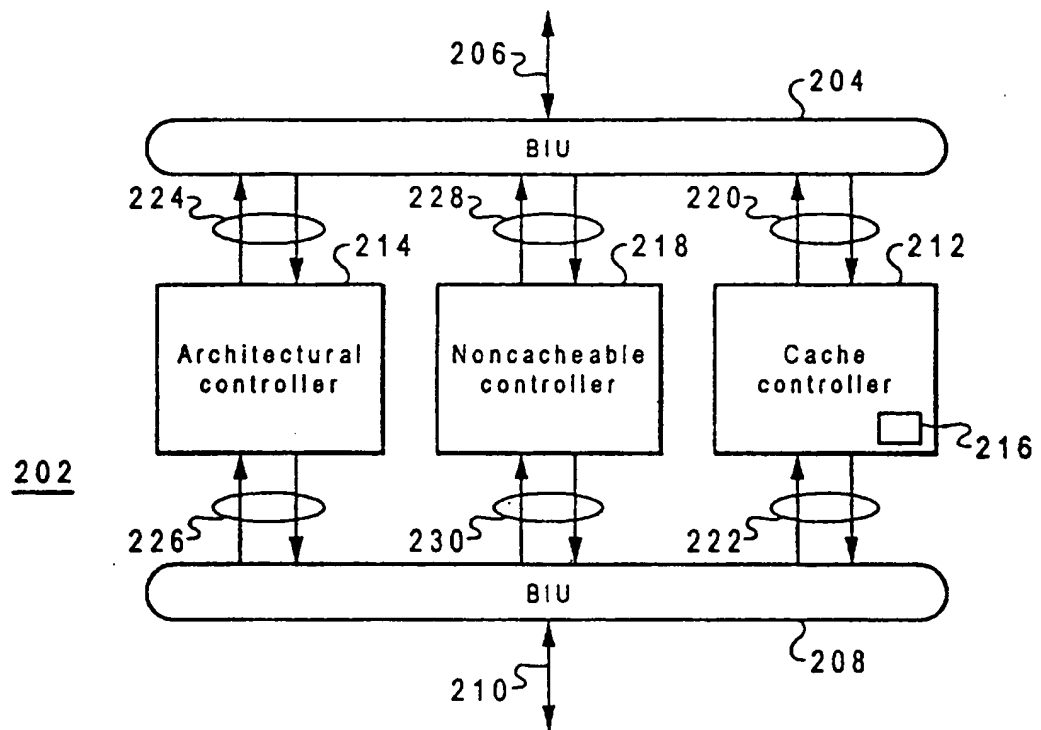 206
204
BIU
224
228
220
214
218
212
Architectural
controller
Noncacheable
controller
Cache
controller
216
202
226
230
222
BIU
208
210